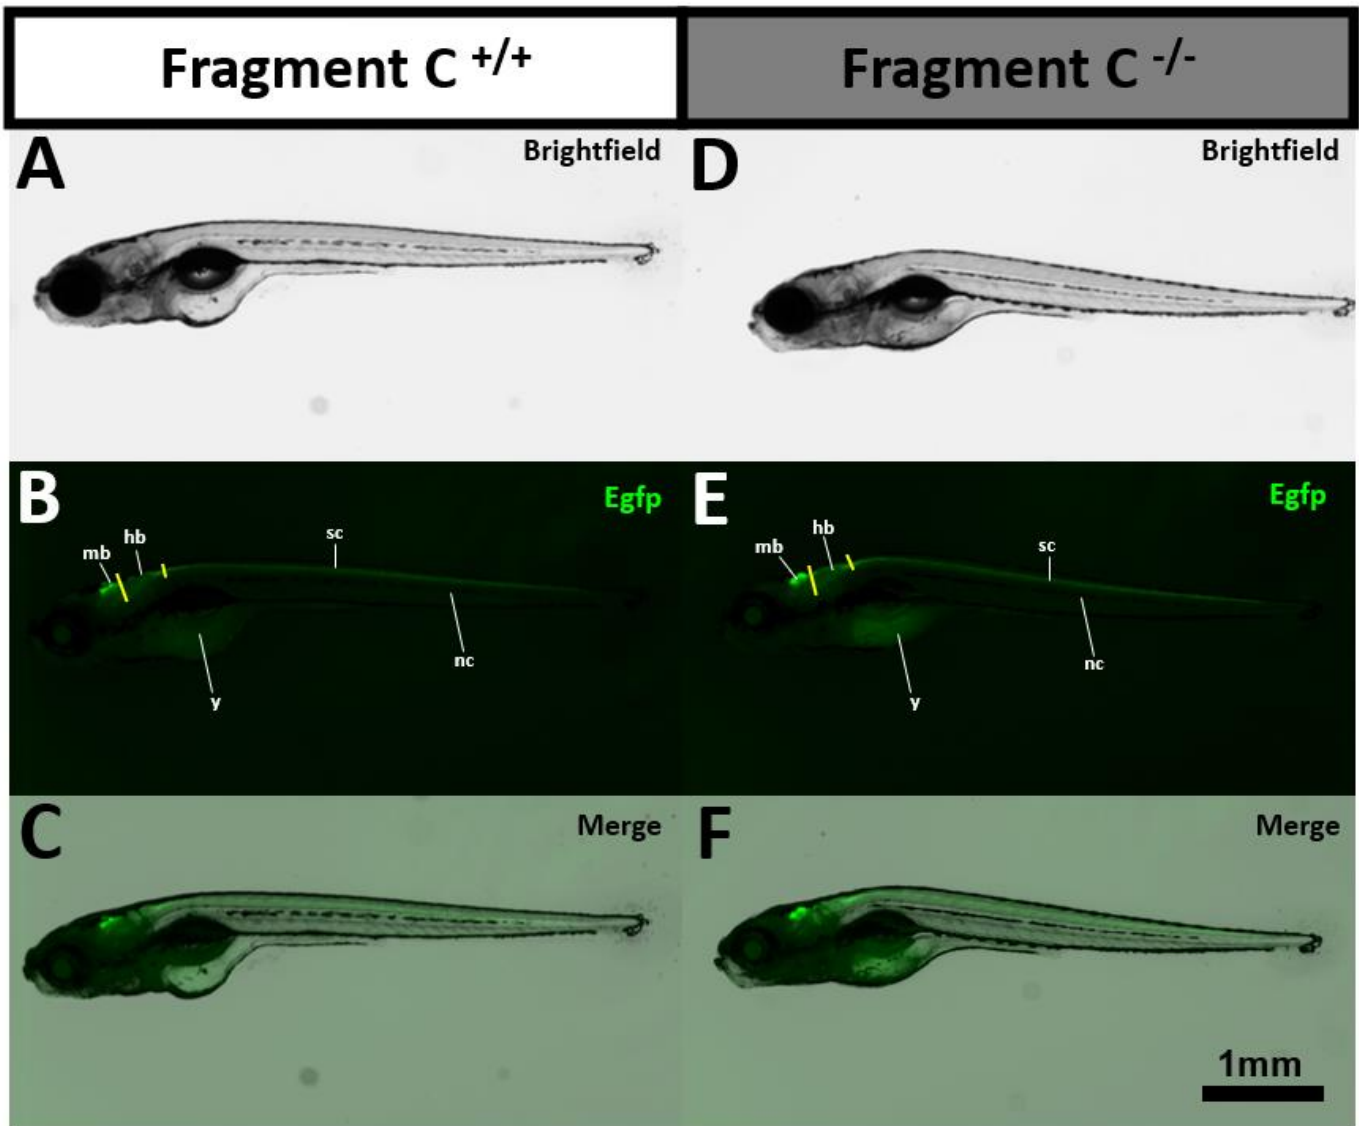 Fragment C +/+
Fragment C -/-
A
Brightfield
D
Brightfield
B
Egfp
mb
hb
sc
nc
y
E
Egfp
mb
hb
sc
nc
y
C
Merge
F
Merge
1mm